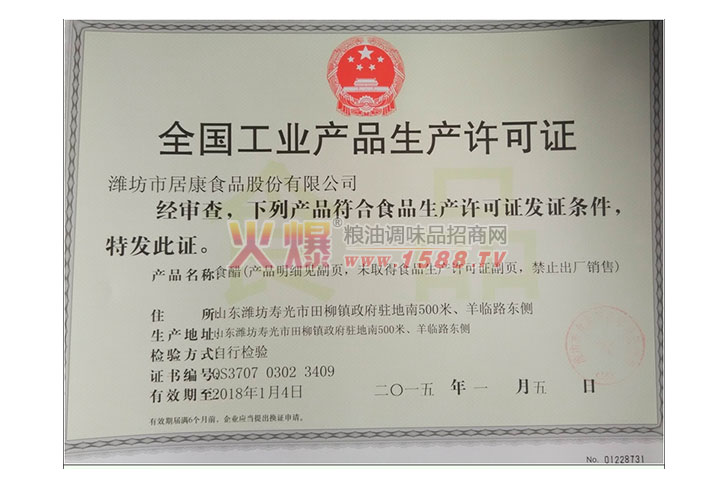 全国工业产品生产许可证
潍坊市居康食品股份有限公司
经审查，下列产品符合食品生产许可证发证条件，
特发此证。
火爆® 粮油调味品招商网
www.1588.TV
产品名称 食醋(产品明细见副页，未取得食品生产许可证副页，禁止出厂销售)
住 所 山东潍坊寿光市田柳镇政府驻地南500米、羊临路东侧
生产地址 山东潍坊寿光市田柳镇政府驻地南500米、羊临路东侧
检验方式 自行检验
证书编号 QS3707 0302 3409
有效期至 2018年1月4日
二〇一五 年 一 月 五 日
有效期届满6个月前，企业应当提出换证申请。
No. 01228731
食品